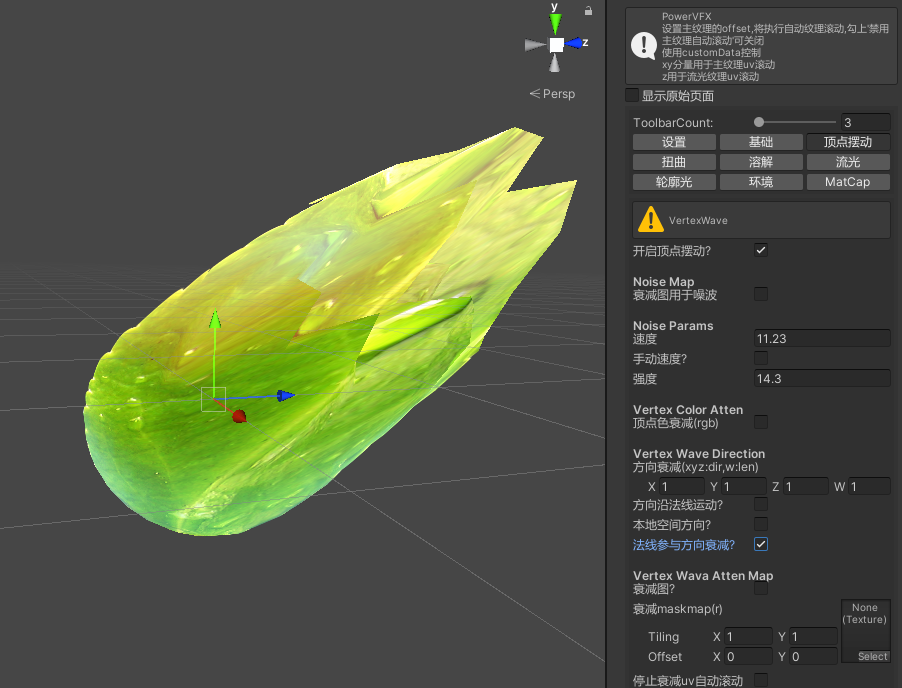 y
z
< Persp
PowerVFX
设置主纹理的offset,将执行自动纹理滚动,勾上'禁用
主纹理自动滚动'可关闭
使用customData控制
xy分量用于主纹理uv滚动
z用于流光纹理uv滚动
显示原始页面
ToolbarCount: 3
设置 基础 顶点摆动
扭曲 溶解 流光
轮廓光 环境 MatCap
VertexWave
开启顶点摆动?
Noise Map
衰减图用于噪波
Noise Params
速度 11.23
手动速度?
强度 14.3
Vertex Color Atten
顶点色衰减(rgb)
Vertex Wave Direction
方向衰减(xyz:dir,w:len)
X 1 Y 1 Z 1 W 1
方向沿法线运动?
本地空间方向?
法线参与方向衰减?
Vertex Wava Atten Map
衰减图?
衰减maskmap(r)
None
(Texture)
Tiling X 1 Y 1
Offset X 0 Y 0
Select
停止衰减uv自动滚动